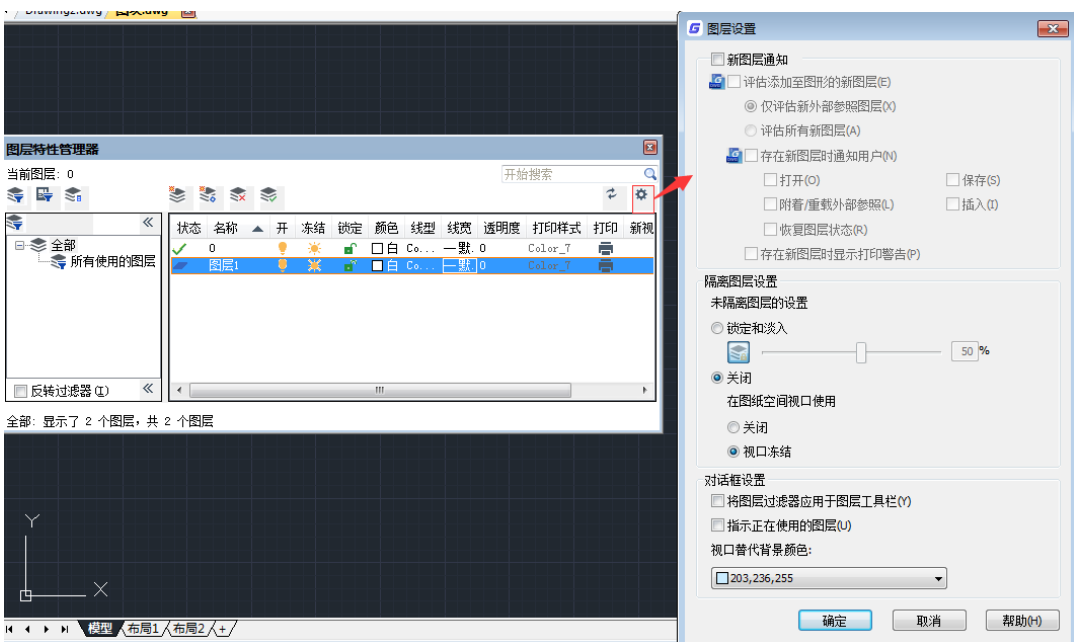 Drawing2.dwg 图块.dwg
图层特性管理器
当前图层: 0
开始搜索
状态 名称 开 冻结 锁定 颜色 线型 线宽 透明度 打印样式 打印 新视
全部
所有使用的图层
0 白 Co... 默. 0 Color_7
图层1 白 Co... 默. 0 Color_7
反转过滤器(I)
全部: 显示了 2 个图层，共 2 个图层
Y
X
模型 布局1 布局2 +
图层设置
新图层通知
评估添加至图形的新图层(E)
仅评估新外部参照图层(X)
评估所有新图层(A)
存在新图层时通知用户(N)
打开(O) 保存(S)
附着/重载外部参照(L) 插入(I)
恢复图层状态(R)
存在新图层时显示打印警告(P)
隔离图层设置
未隔离图层的设置
锁定和淡入
50 %
关闭
在图纸空间视口使用
关闭
视口冻结
对话框设置
将图层过滤器应用于图层工具栏(Y)
指示正在使用的图层(U)
视口替代背景颜色:
203,236,255
确定 取消 帮助(H)